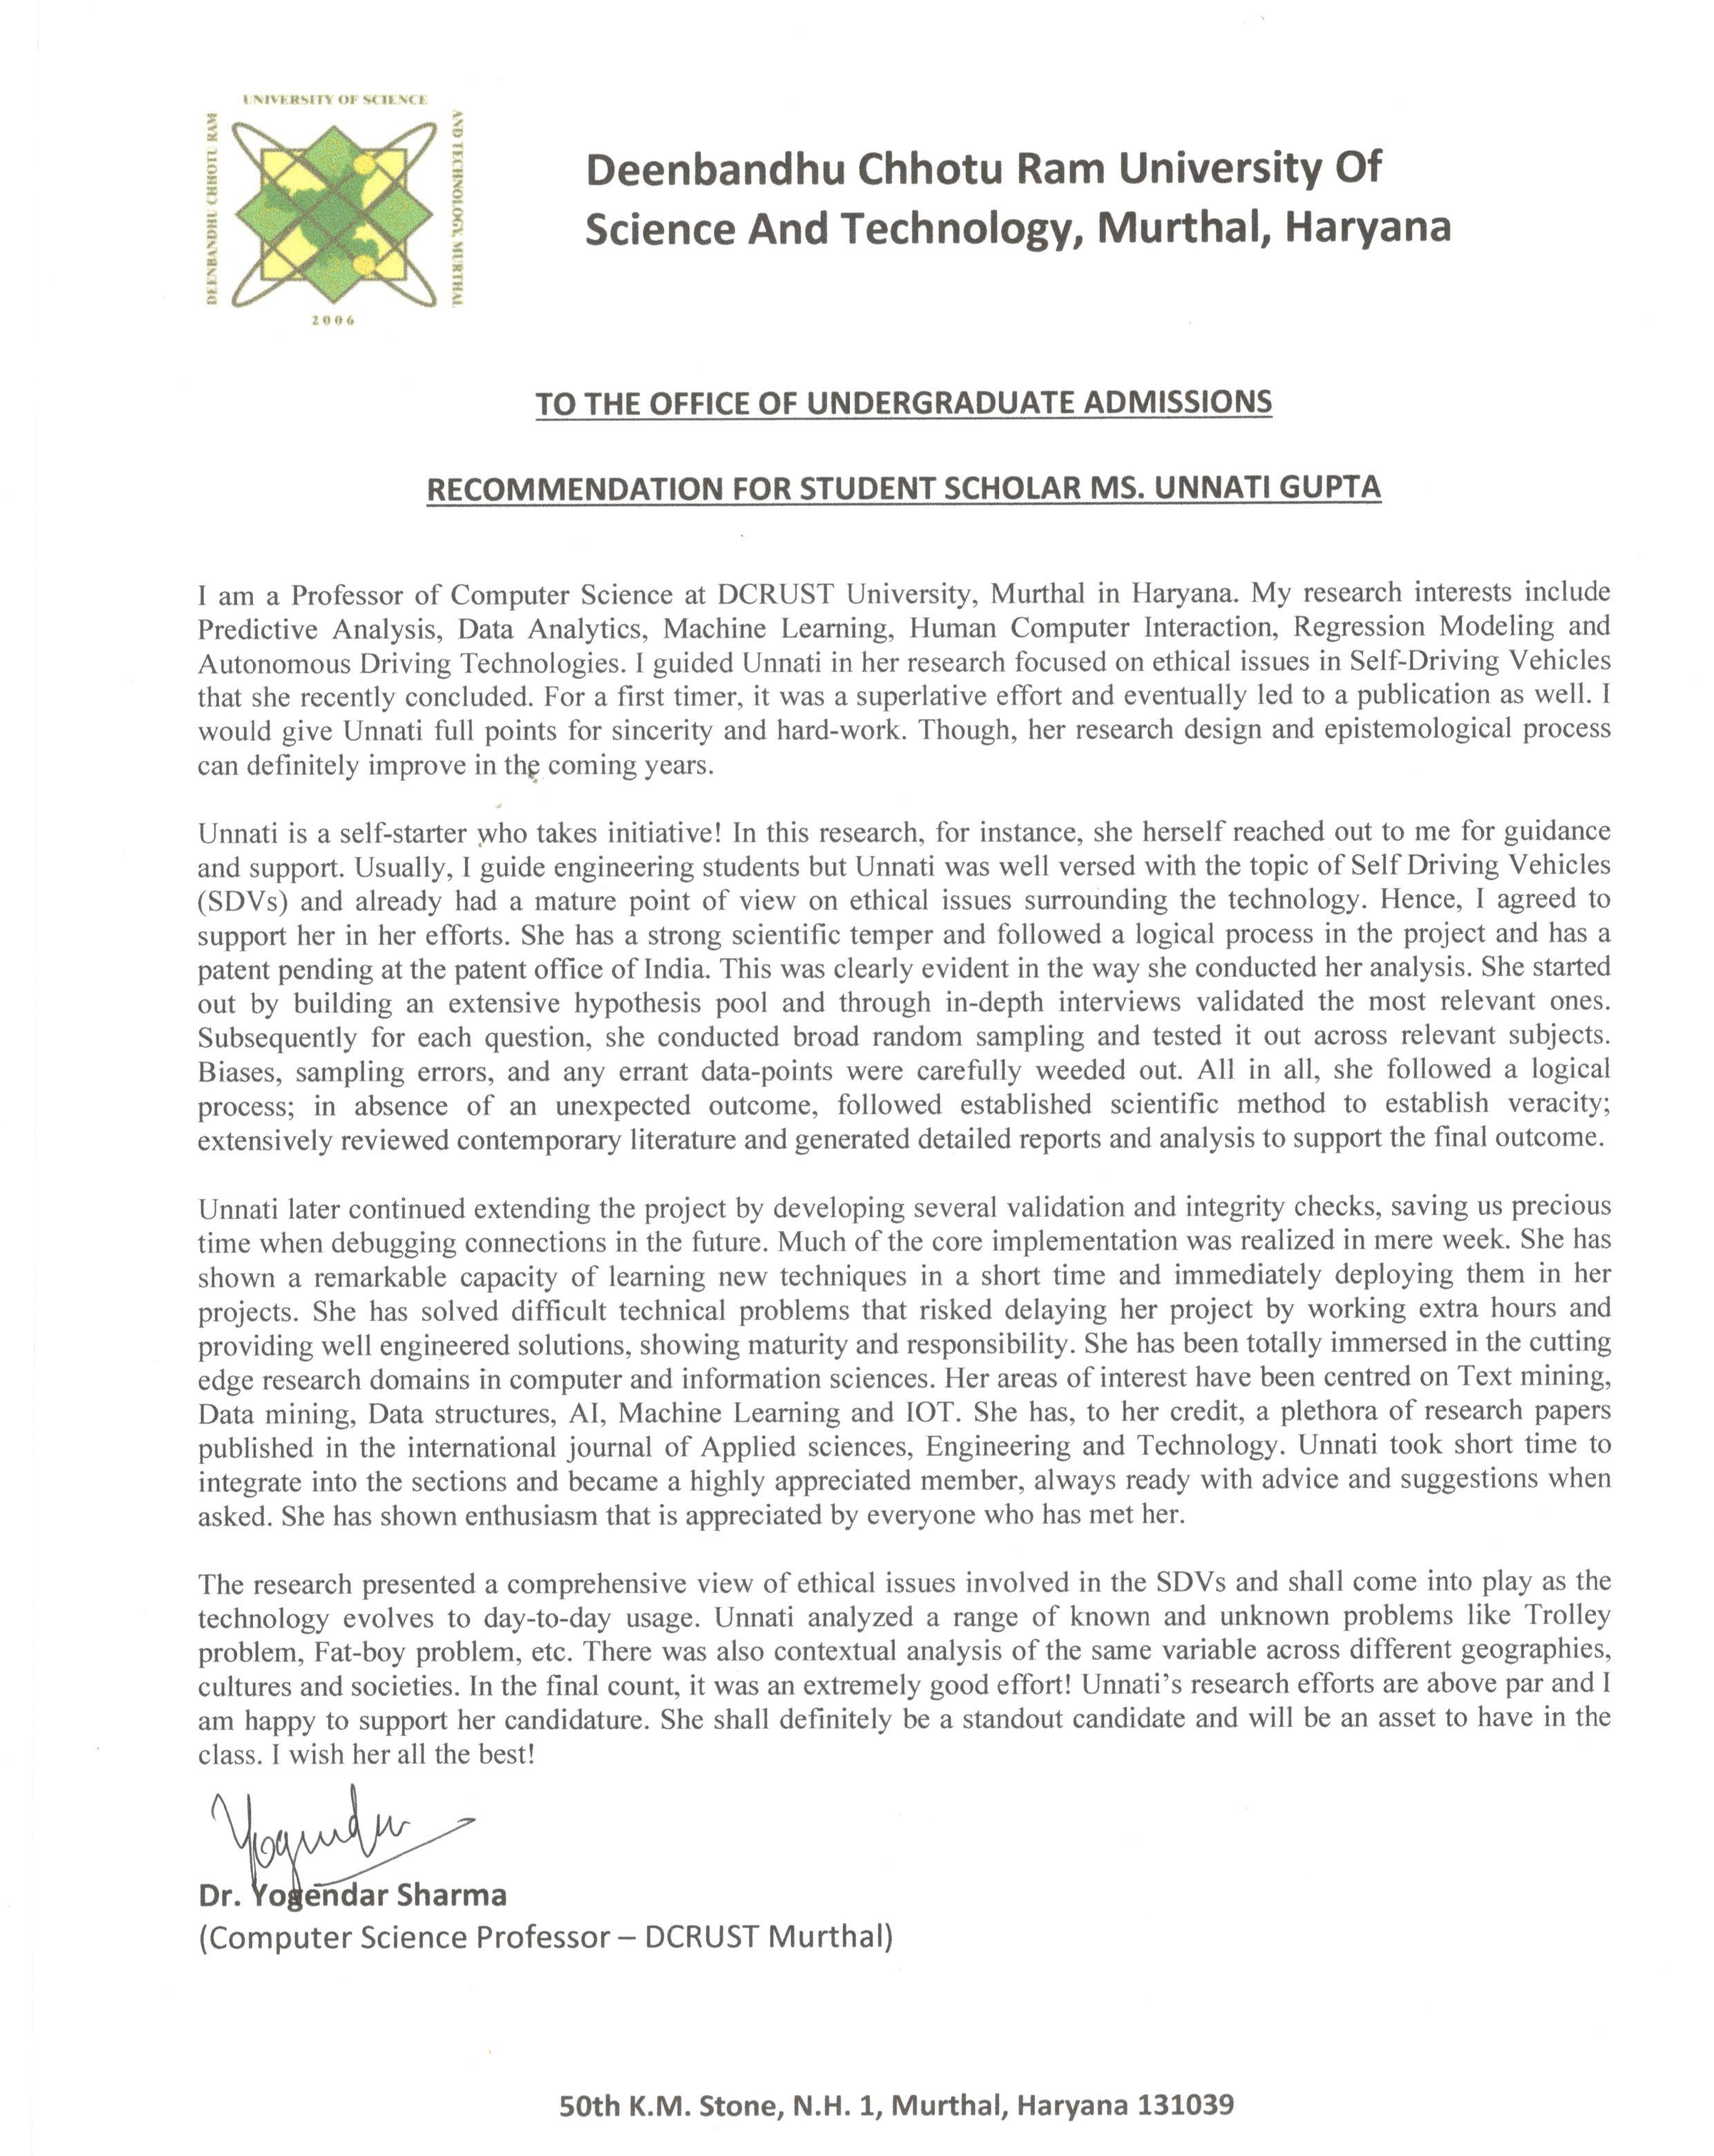 UNIVERSITY OF SCIENCE
DEENBANDHU CHHOTU RAM
AND TECHNOLOGY, MURTHAL
2006
Deenbandhu Chhotu Ram University Of
Science And Technology, Murthal, Haryana
TO THE OFFICE OF UNDERGRADUATE ADMISSIONS
RECOMMENDATION FOR STUDENT SCHOLAR MS. UNNATI GUPTA
I am a Professor of Computer Science at DCRUST University, Murthal in Haryana. My research interests include
Predictive Analysis, Data Analytics, Machine Learning, Human Computer Interaction, Regression Modeling and
Autonomous Driving Technologies. I guided Unnati in her research focused on ethical issues in Self-Driving Vehicles
that she recently concluded. For a first timer, it was a superlative effort and eventually led to a publication as well. I
would give Unnati full points for sincerity and hard-work. Though, her research design and epistemological process
can definitely improve in the coming years.
Unnati is a self-starter who takes initiative! In this research, for instance, she herself reached out to me for guidance
and support. Usually, I guide engineering students but Unnati was well versed with the topic of Self Driving Vehicles
(SDVs) and already had a mature point of view on ethical issues surrounding the technology. Hence, I agreed to
support her in her efforts. She has a strong scientific temper and followed a logical process in the project and has a
patent pending at the patent office of India. This was clearly evident in the way she conducted her analysis. She started
out by building an extensive hypothesis pool and through in-depth interviews validated the most relevant ones.
Subsequently for each question, she conducted broad random sampling and tested it out across relevant subjects.
Biases, sampling errors, and any errant data-points were carefully weeded out. All in all, she followed a logical
process; in absence of an unexpected outcome, followed established scientific method to establish veracity;
extensively reviewed contemporary literature and generated detailed reports and analysis to support the final outcome.
Unnati later continued extending the project by developing several validation and integrity checks, saving us precious
time when debugging connections in the future. Much of the core implementation was realized in mere week. She has
shown a remarkable capacity of learning new techniques in a short time and immediately deploying them in her
projects. She has solved difficult technical problems that risked delaying her project by working extra hours and
providing well engineered solutions, showing maturity and responsibility. She has been totally immersed in the cutting
edge research domains in computer and information sciences. Her areas of interest have been centred on Text mining,
Data mining, Data structures, AI, Machine Learning and IOT. She has, to her credit, a plethora of research papers
published in the international journal of Applied sciences, Engineering and Technology. Unnati took short time to
integrate into the sections and became a highly appreciated member, always ready with advice and suggestions when
asked. She has shown enthusiasm that is appreciated by everyone who has met her.
The research presented a comprehensive view of ethical issues involved in the SDVs and shall come into play as the
technology evolves to day-to-day usage. Unnati analyzed a range of known and unknown problems like Trolley
problem, Fat-boy problem, etc. There was also contextual analysis of the same variable across different geographies,
cultures and societies. In the final count, it was an extremely good effort! Unnati's research efforts are above par and I
am happy to support her candidature. She shall definitely be a standout candidate and will be an asset to have in the
class. I wish her all the best!
Dr. Yogendar Sharma
(Computer Science Professor – DCRUST Murthal)
50th K.M. Stone, N.H. 1, Murthal, Haryana 131039